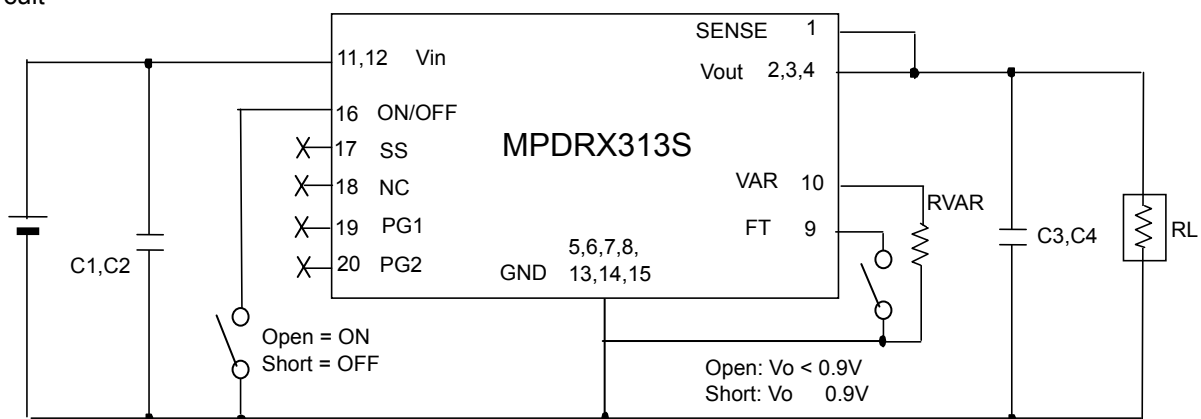 SENSE 1
11,12 Vin
Vout 2,3,4
16 ON/OFF
MPDRX313S
17 SS
18 NC
VAR 10
RVAR
19 PG1
FT 9
C3,C4
RL
20 PG2
5,6,7,8,
GND 13,14,15
C1,C2
Open = ON
Short = OFF
Open: Vo < 0.9V
Short: Vo 0.9V